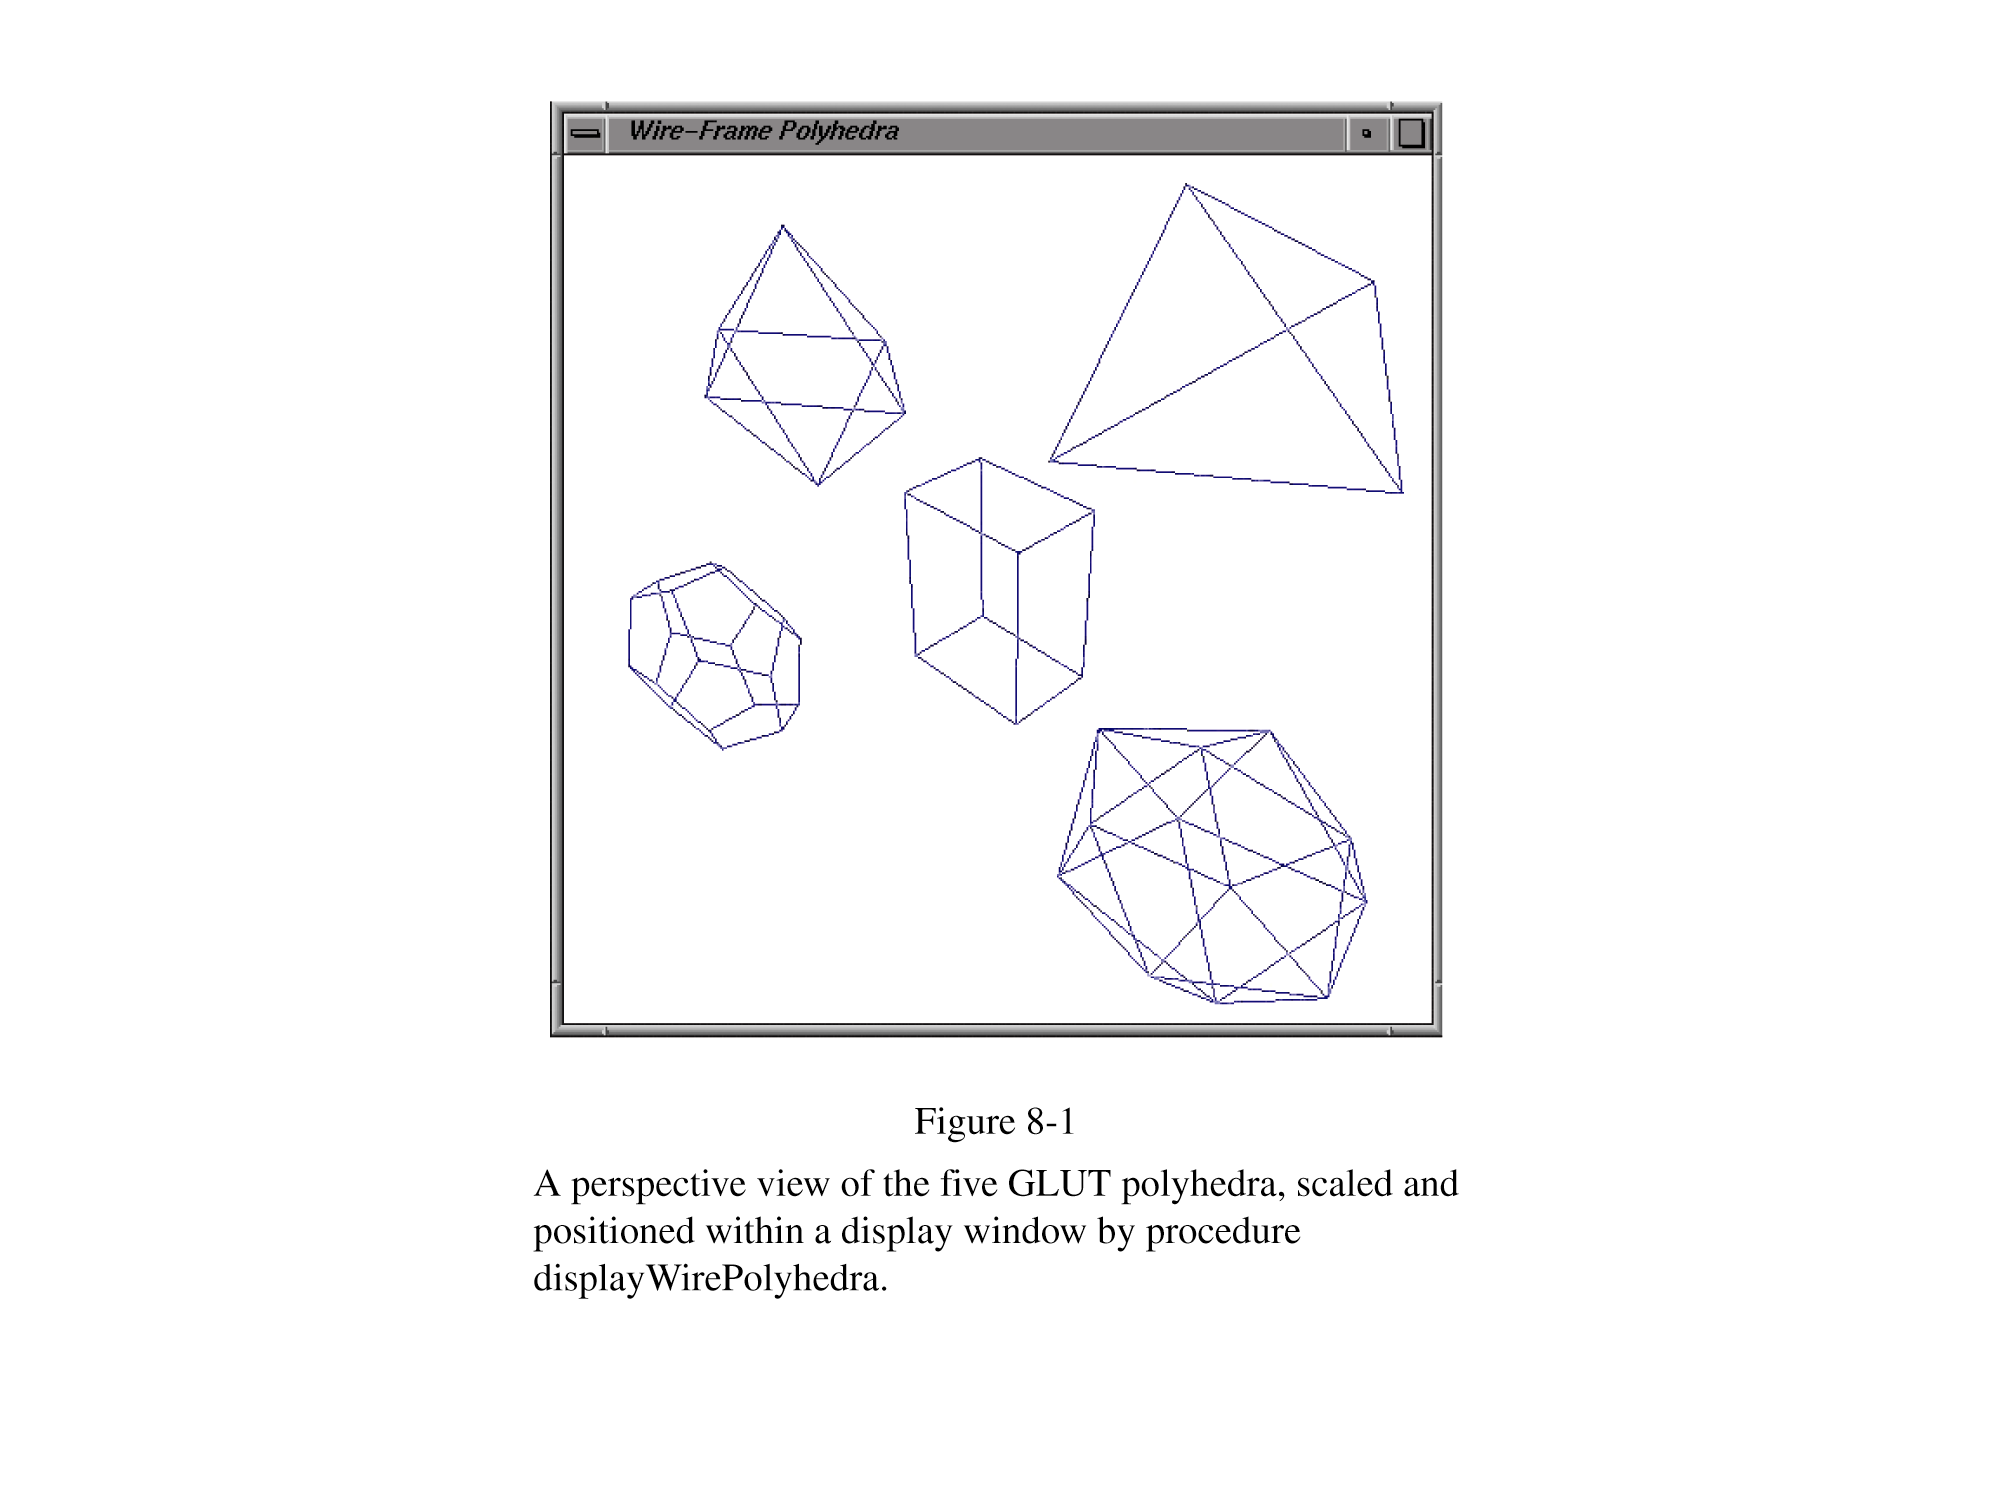 Wire-Frame Polyhedra
Figure 8-1
A perspective view of the five GLUT polyhedra, scaled and
positioned within a display window by procedure
displayWirePolyhedra.